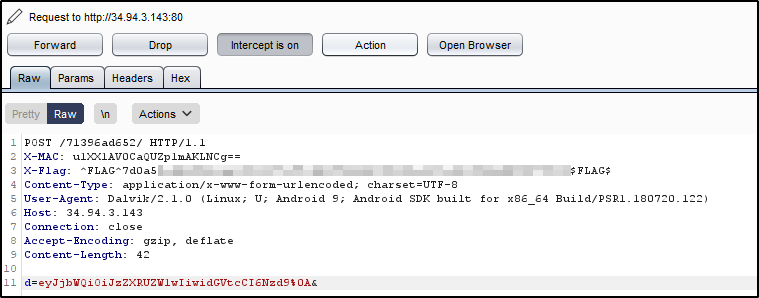 Request to http://34.94.3.143:80
Forward Drop Intercept is on Action Open Browser
Raw Params Headers Hex
Pretty Raw \n Actions
1 POST /71396ad652/ HTTP/1.1
2 X-MAC: ulXXlAVOCaQUZplmAKLNCg==
3 X-Flag: ^FLAG^7d0a5 $FLAG$
4 Content-Type: application/x-www-form-urlencoded; charset=UTF-8
5 User-Agent: Dalvik/2.1.0 (Linux; U; Android 9; Android SDK built for x86_64 Build/PSR1.180720.122)
6 Host: 34.94.3.143
7 Connection: close
8 Accept-Encoding: gzip, deflate
9 Content-Length: 42
10
11 d=eyJjbWQiOiJzZXRUZW1wIiwidGVtcCI6Nzd9%0A&